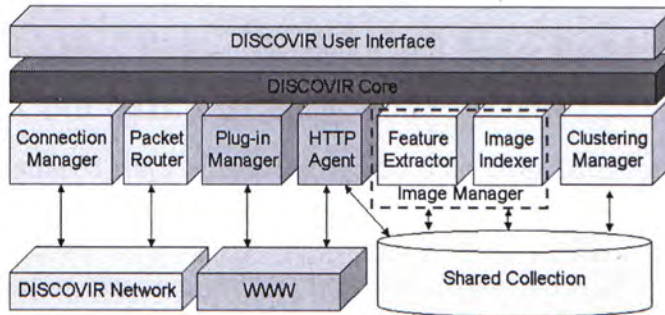 DISCOVIR User Interface
DISCOVIR Core
Connection Manager
Packet Router
Plug-in Manager
HTTP Agent
Feature Extractor
Image Indexer
Clustering Manager
Image Manager
DISCOVIR Network
WWW
Shared Collection